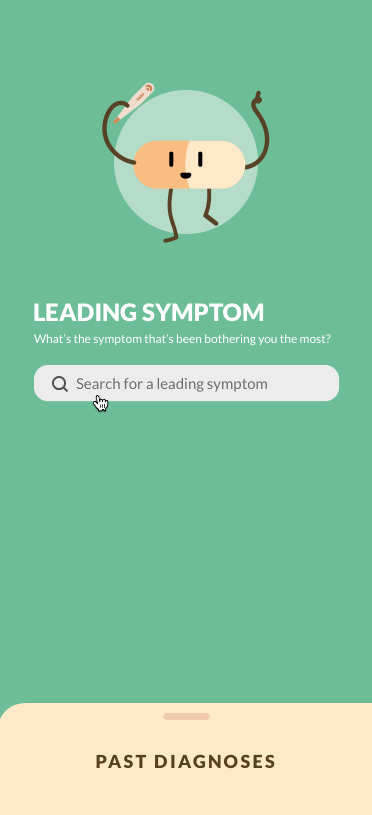 LEADING SYMPTOM
What's the symptom that's been bothering you the most?
Search for a leading symptom
PAST DIAGNOSES